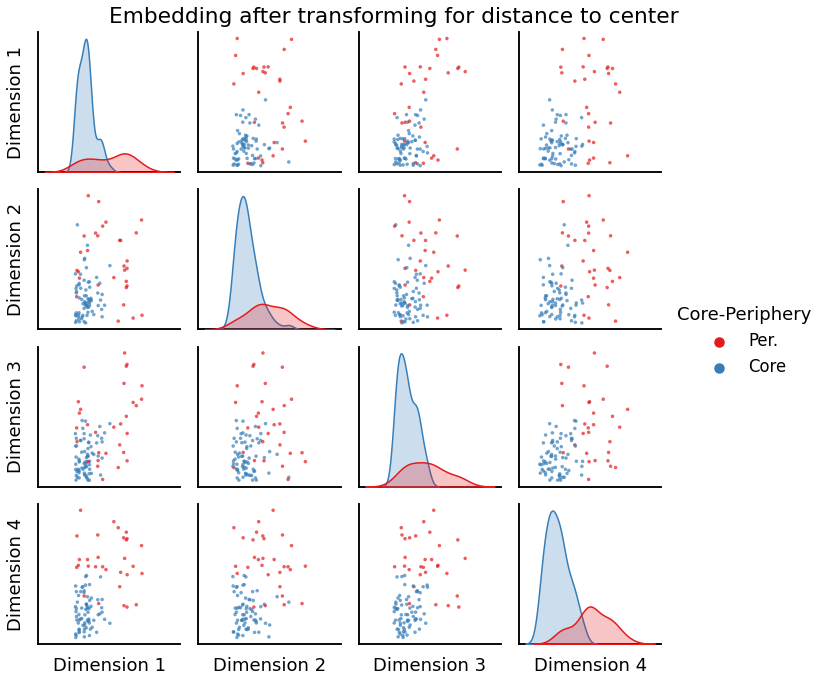 Embedding after transforming for distance to center
Dimension 1
Dimension 2
Dimension 3
Dimension 4
Core-Periphery
Per.
Core
Dimension 1
Dimension 2
Dimension 3
Dimension 4